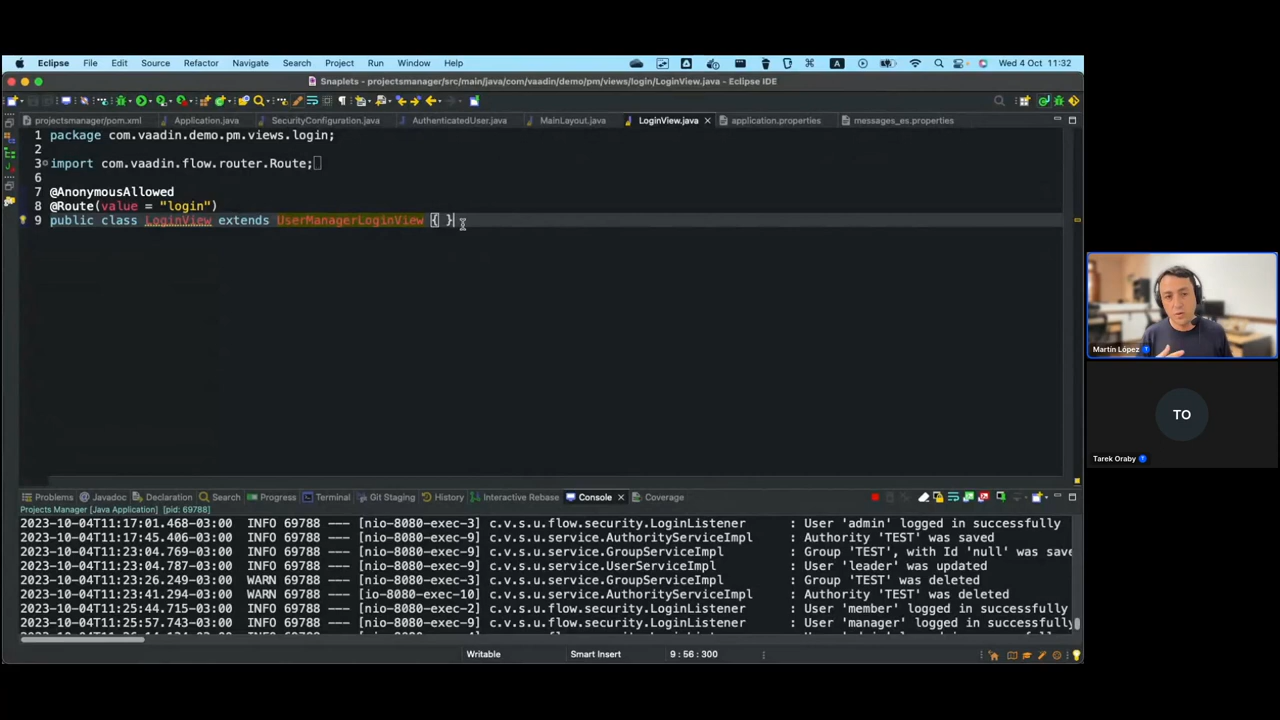 Eclipse File Edit Source Refactor Navigate Search Project Run Window Help A Wed 4 Oct 11:32
Snaplets - projectsmanager/src/main/java/com/vaadin/demo/pm/views/login/LoginView.java - Eclipse IDE
projectsmanager/pom.xml Application.java SecurityConfiguration.java AuthenticatedUser.java MainLayout.java LoginView.java application.properties messages_es.properties
1 package com.vaadin.demo.pm.views.login;
2
3 import com.vaadin.flow.router.Route;
6
7 @AnonymousAllowed
8 @Route(value = "login")
9 public class LoginView extends UserManagerLoginView { }
Martín López
TO
Tarek Oraby
Problems Javadoc Declaration Search Progress Terminal Git Staging History Interactive Rebase Console Coverage
Projects Manager [Java Application] [pid: 69788]
2023-10-04T11:17:01.468-03:00 INFO 69788 --- [nio-8080-exec-3] c.v.s.u.flow.security.LoginListener : User 'admin' logged in successfully
2023-10-04T11:17:45.406-03:00 INFO 69788 --- [nio-8080-exec-9] c.v.s.u.service.AuthorityServiceImpl : Authority 'TEST' was saved
2023-10-04T11:23:04.769-03:00 INFO 69788 --- [nio-8080-exec-9] c.v.s.u.service.GroupServiceImpl : Group 'TEST', with Id 'null' was save
2023-10-04T11:23:04.787-03:00 INFO 69788 --- [nio-8080-exec-9] c.v.s.u.service.UserServiceImpl : User 'leader' was updated
2023-10-04T11:23:26.249-03:00 WARN 69788 --- [nio-8080-exec-3] c.v.s.u.service.GroupServiceImpl : Group 'TEST' was deleted
2023-10-04T11:23:41.294-03:00 WARN 69788 --- [io-8080-exec-10] c.v.s.u.service.AuthorityServiceImpl : Authority 'TEST' was deleted
2023-10-04T11:25:44.715-03:00 INFO 69788 --- [nio-8080-exec-2] c.v.s.u.flow.security.LoginListener : User 'member' logged in successfully
2023-10-04T11:25:57.143-03:00 INFO 69788 --- [nio-8080-exec-9] c.v.s.u.flow.security.LoginListener : User 'manager' logged in successfully
Writable Smart Insert 9 : 56 : 300